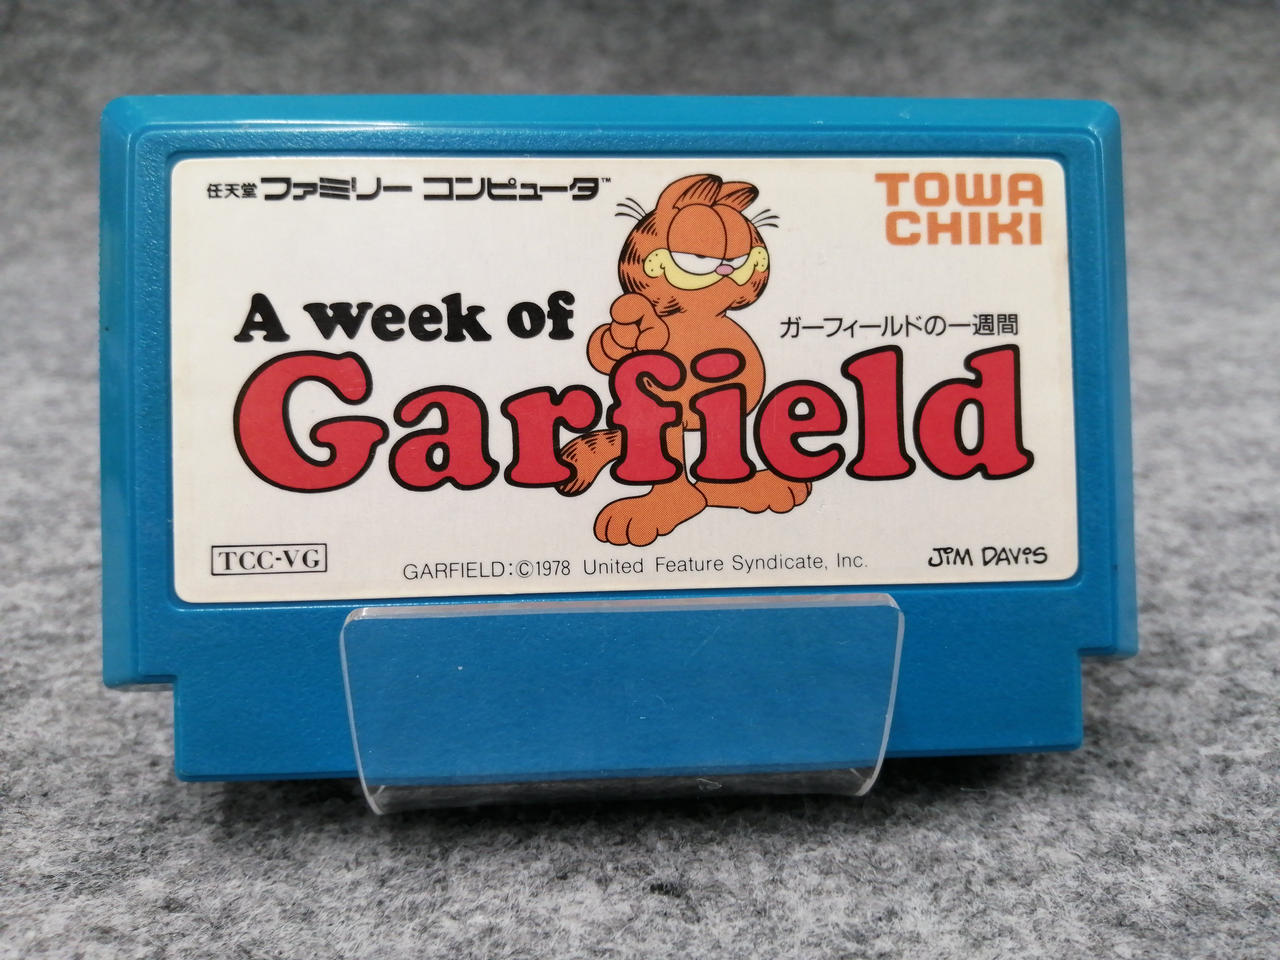 任天堂 ファミリー コンピュータ™
TOWA
CHIKI
A week of
ガーフィールドの一週間
Garfield
TCC-VG
GARFIELD:©1978 United Feature Syndicate, Inc.
JIM DAVIS